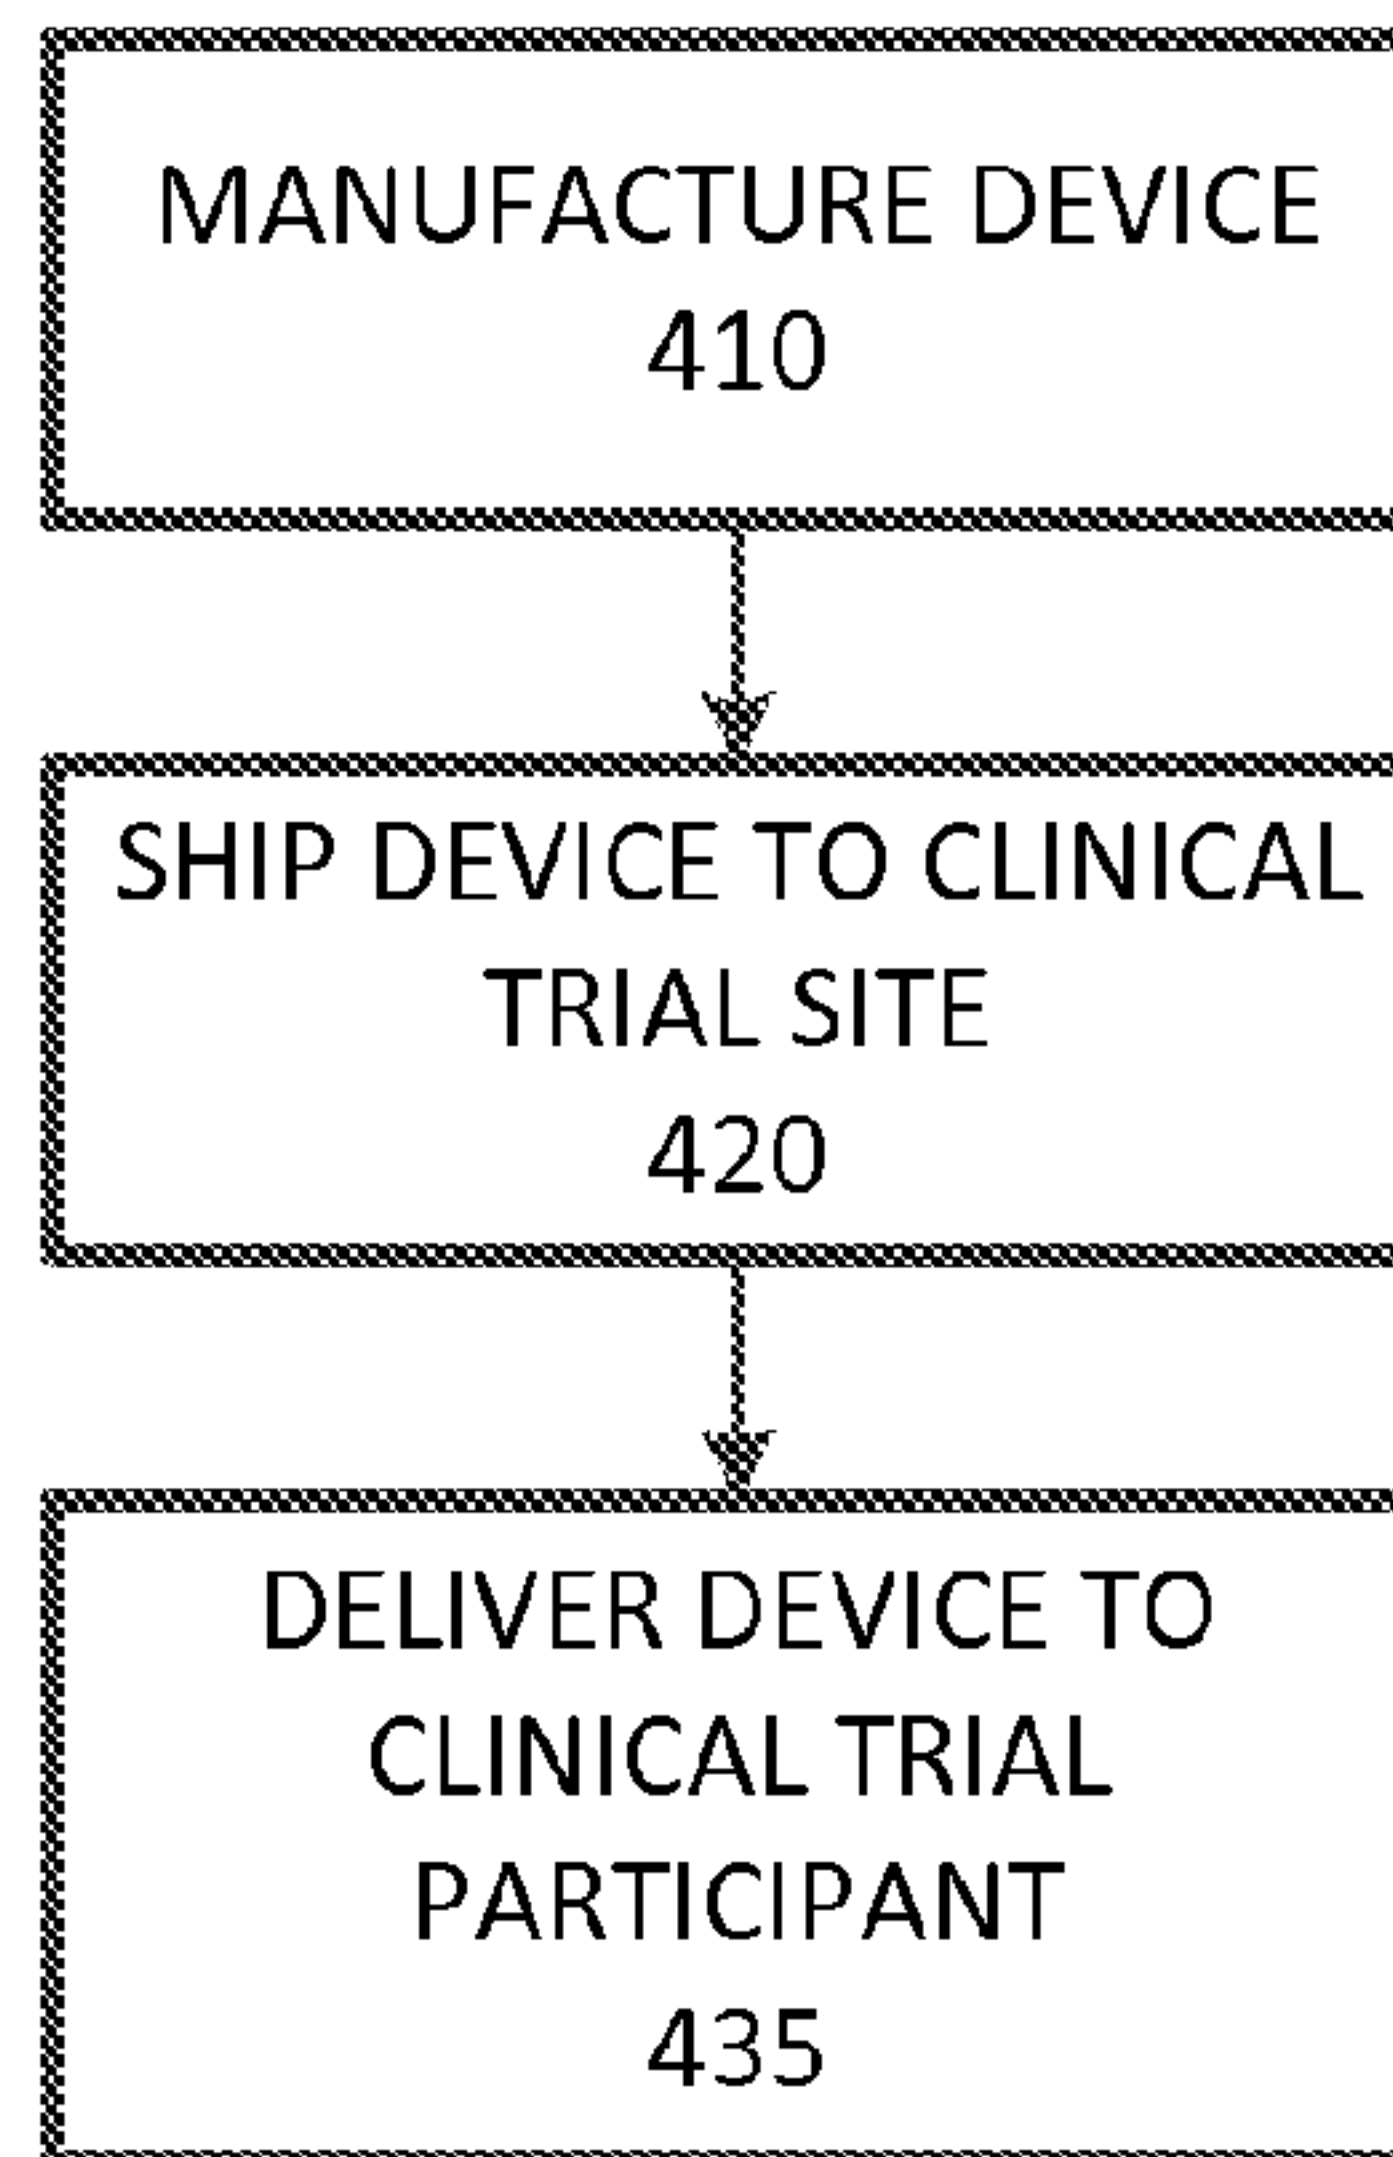 MANUFACTURE DEVICE
410
SHIP DEVICE TO CLINICAL
TRIAL SITE
420
DELIVER DEVICE TO
CLINICAL TRIAL
PARTICIPANT
435